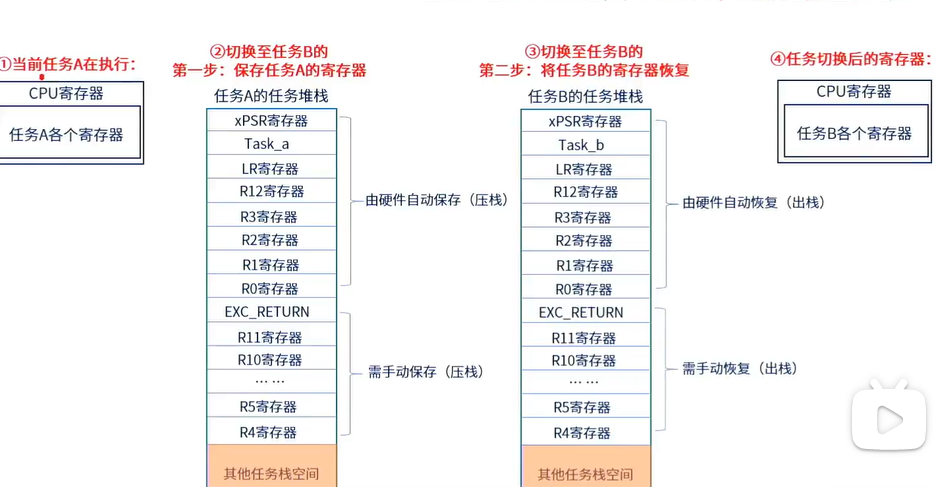 ①当前任务A在执行：
CPU寄存器
任务A各个寄存器
②切换至任务B的
第一步：保存任务A的寄存器
任务A的任务堆栈
xPSR寄存器
Task_a
LR寄存器
R12寄存器
R3寄存器
R2寄存器
R1寄存器
R0寄存器
由硬件自动保存（压栈）
EXC_RETURN
R11寄存器
R10寄存器
… …
R5寄存器
R4寄存器
需手动保存（压栈）
其他任务栈空间
③切换至任务B的
第二步：将任务B的寄存器恢复
任务B的任务堆栈
xPSR寄存器
Task_b
LR寄存器
R12寄存器
R3寄存器
R2寄存器
R1寄存器
R0寄存器
由硬件自动恢复（出栈）
EXC_RETURN
R11寄存器
R10寄存器
… …
R5寄存器
R4寄存器
需手动恢复（出栈）
其他任务栈空间
④任务切换后的寄存器：
CPU寄存器
任务B各个寄存器